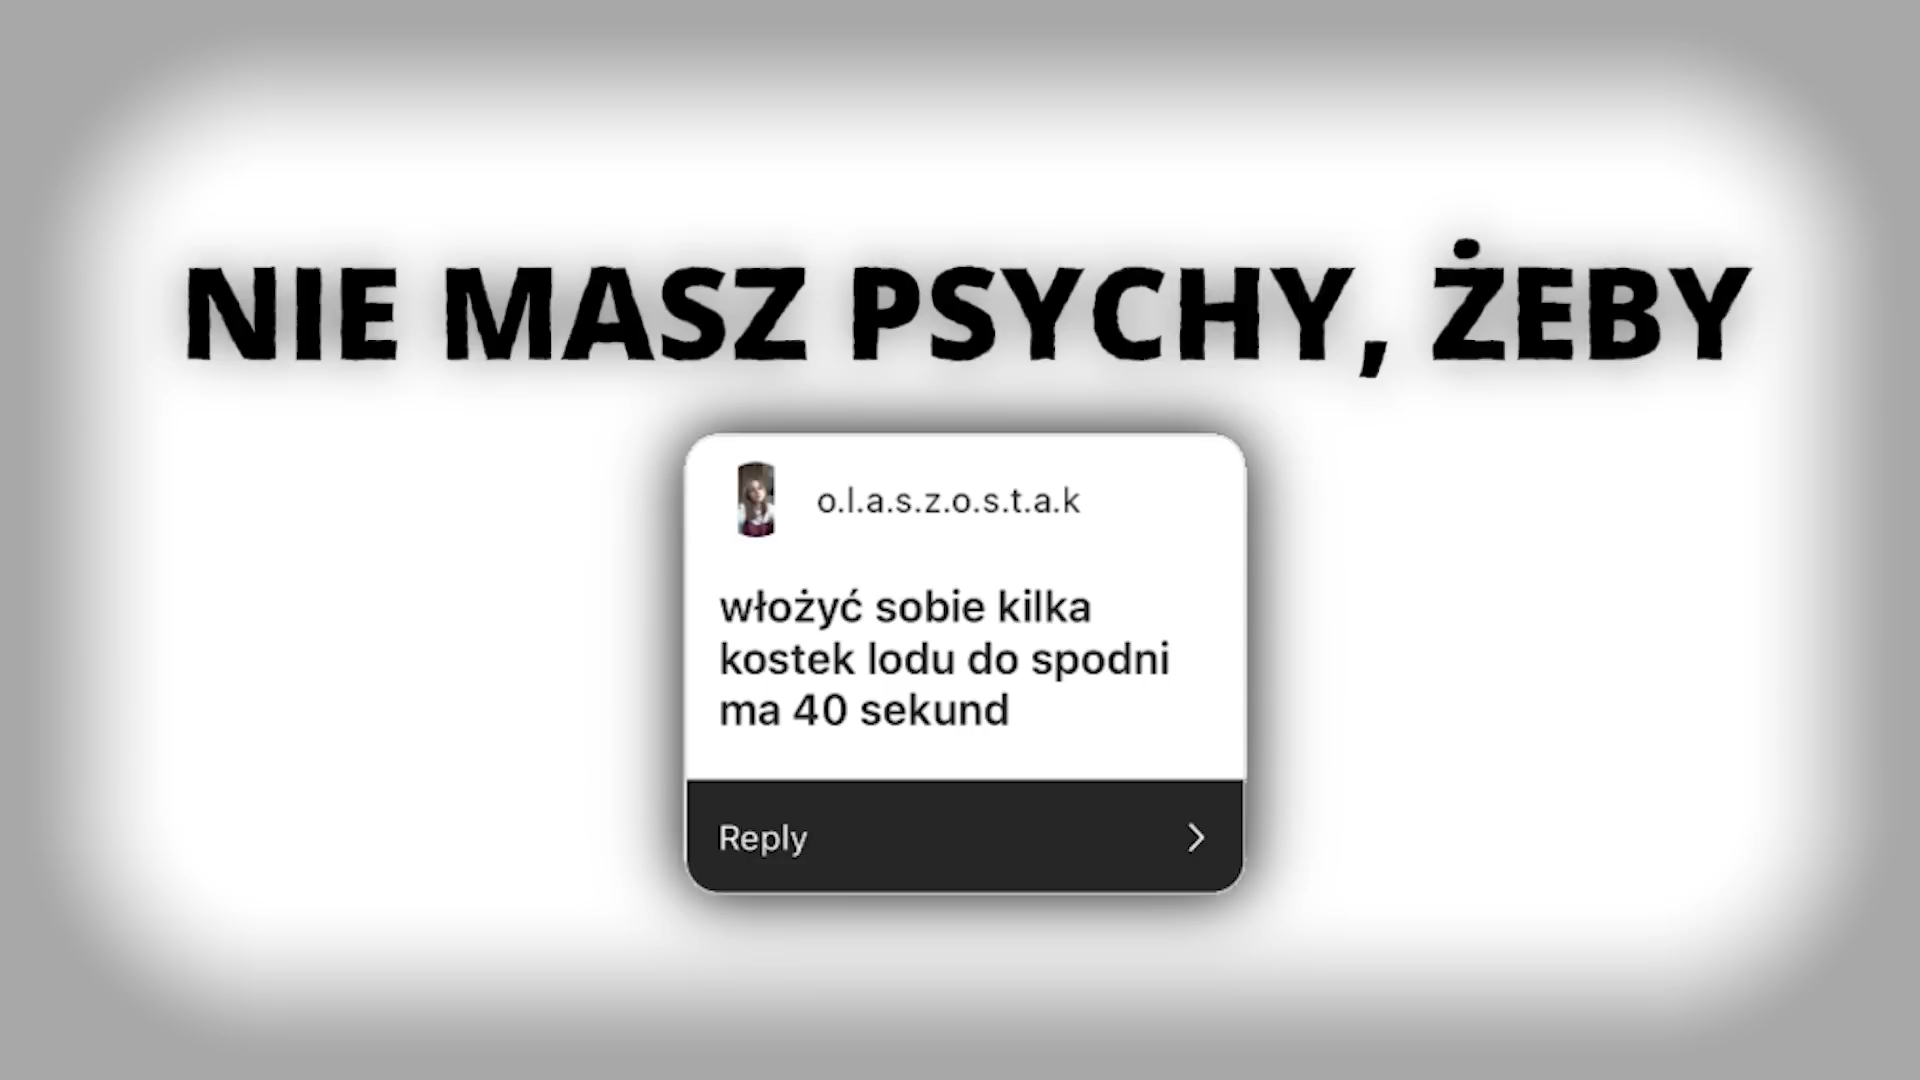 NIE MASZ PSYCHY, ŻEBY
o.l.a.s.z.o.s.t.a.k
włożyć sobie kilka
kostek lodu do spodni
ma 40 sekund
Reply